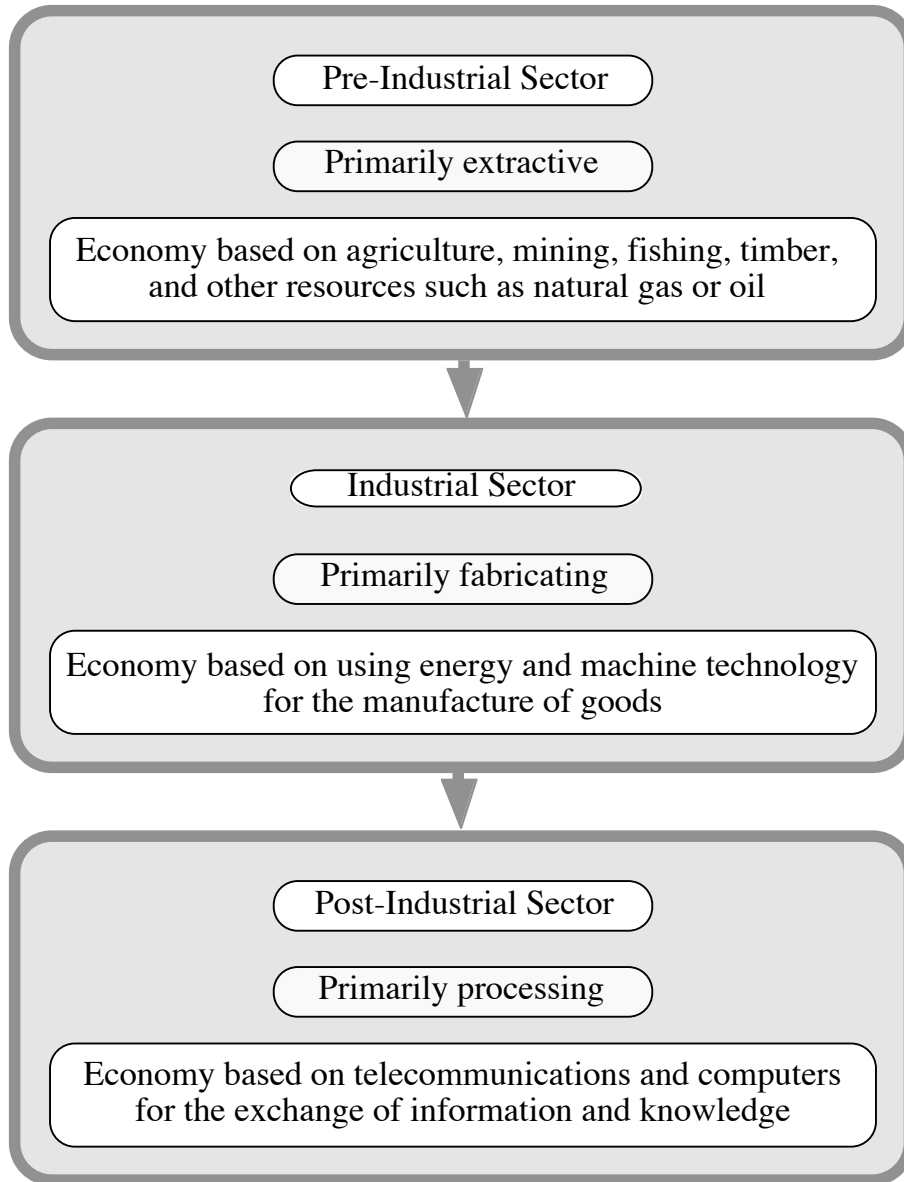 Pre-Industrial Sector
Primarily extractive
Economy based on agriculture, mining, fishing, timber,
and other resources such as natural gas or oil
Industrial Sector
Primarily fabricating
Economy based on using energy and machine technology
for the manufacture of goods
Post-Industrial Sector
Primarily processing
Economy based on telecommunications and computers
for the exchange of information and knowledge